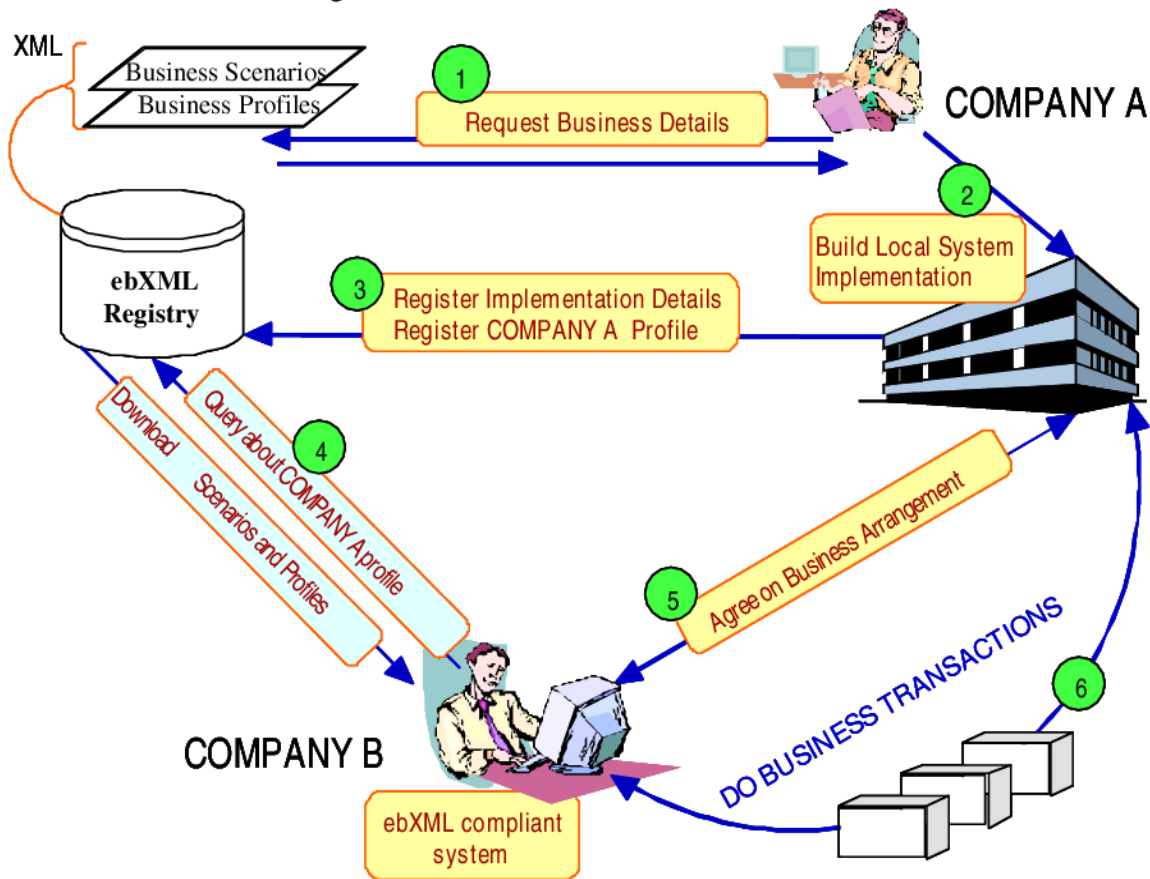 XML
Business Scenarios
Business Profiles
1
Request Business Details
COMPANY A
2
Build Local System
Implementation
ebXML
Registry
3
Register Implementation Details
Register COMPANY A Profile
4
Query about COMPANY A profile
Download Scenarios and Profiles
5
Agree on Business Arrangement
6
DO BUSINESS TRANSACTIONS
COMPANY B
ebXML compliant
system